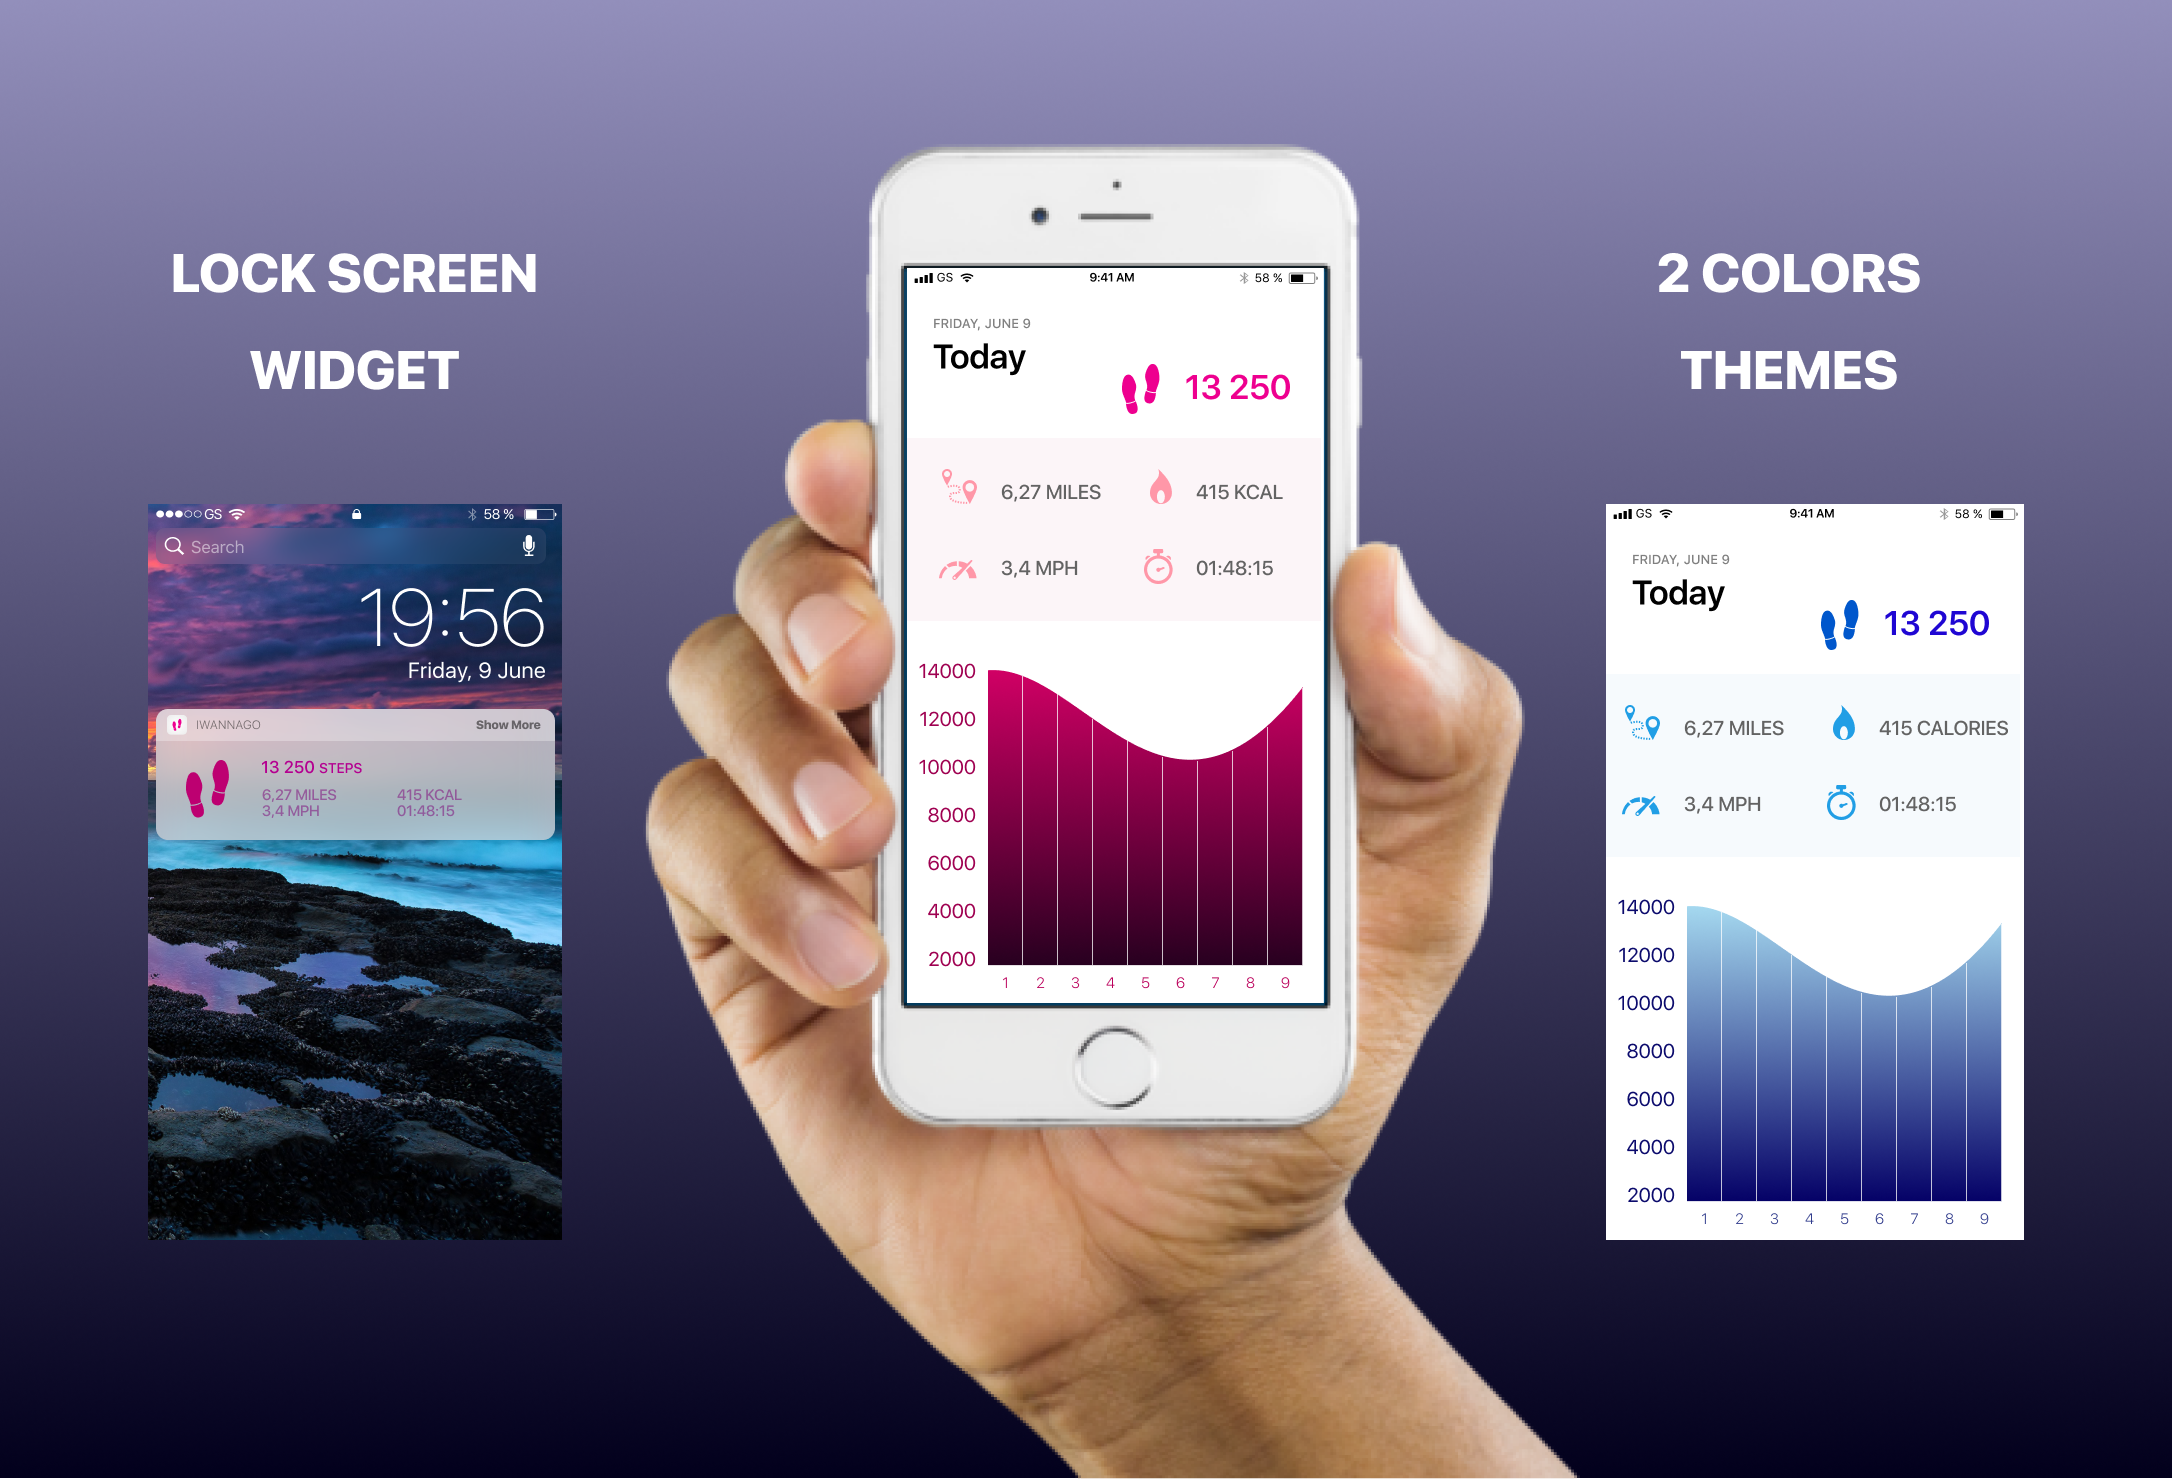 LOCK SCREEN
WIDGET
GS
58 %
Search
19:56
Friday, 9 June
IWANNAGO
Show More
13 250 STEPS
6,27 MILES
415 KCAL
3,4 MPH
01:48:15
GS
9:41 AM
58 %
FRIDAY, JUNE 9
Today
13 250
6,27 MILES
415 KCAL
3,4 MPH
01:48:15
14000
12000
10000
8000
6000
4000
2000
1 2 3 4 5 6 7 8 9
2 COLORS
THEMES
GS
9:41 AM
58 %
FRIDAY, JUNE 9
Today
13 250
6,27 MILES
415 CALORIES
3,4 MPH
01:48:15
14000
12000
10000
8000
6000
4000
2000
1 2 3 4 5 6 7 8 9